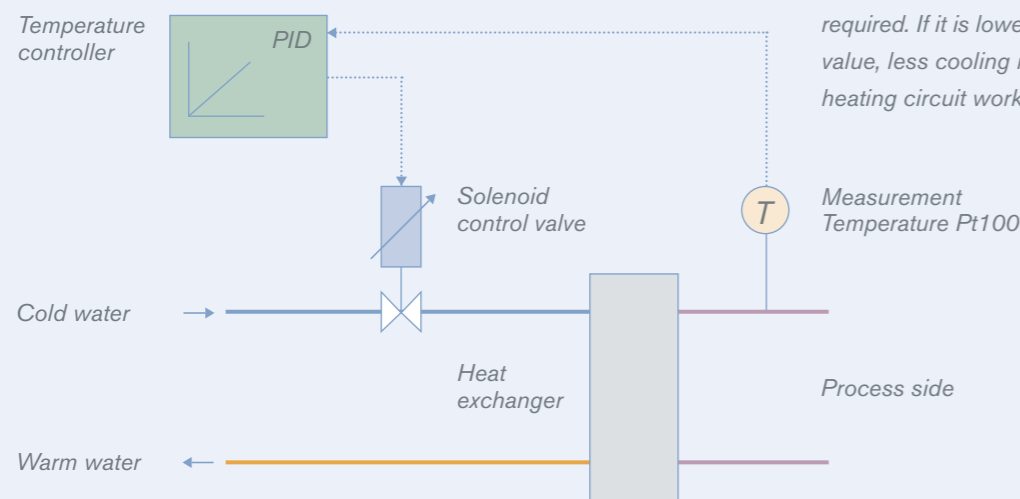 Temperature
controller
PID
required. If it is lowe
value, less cooling
heating circuit work
Solenoid
control valve
T
Measurement
Temperature Pt100
Cold water
Heat
exchanger
Process side
Warm water